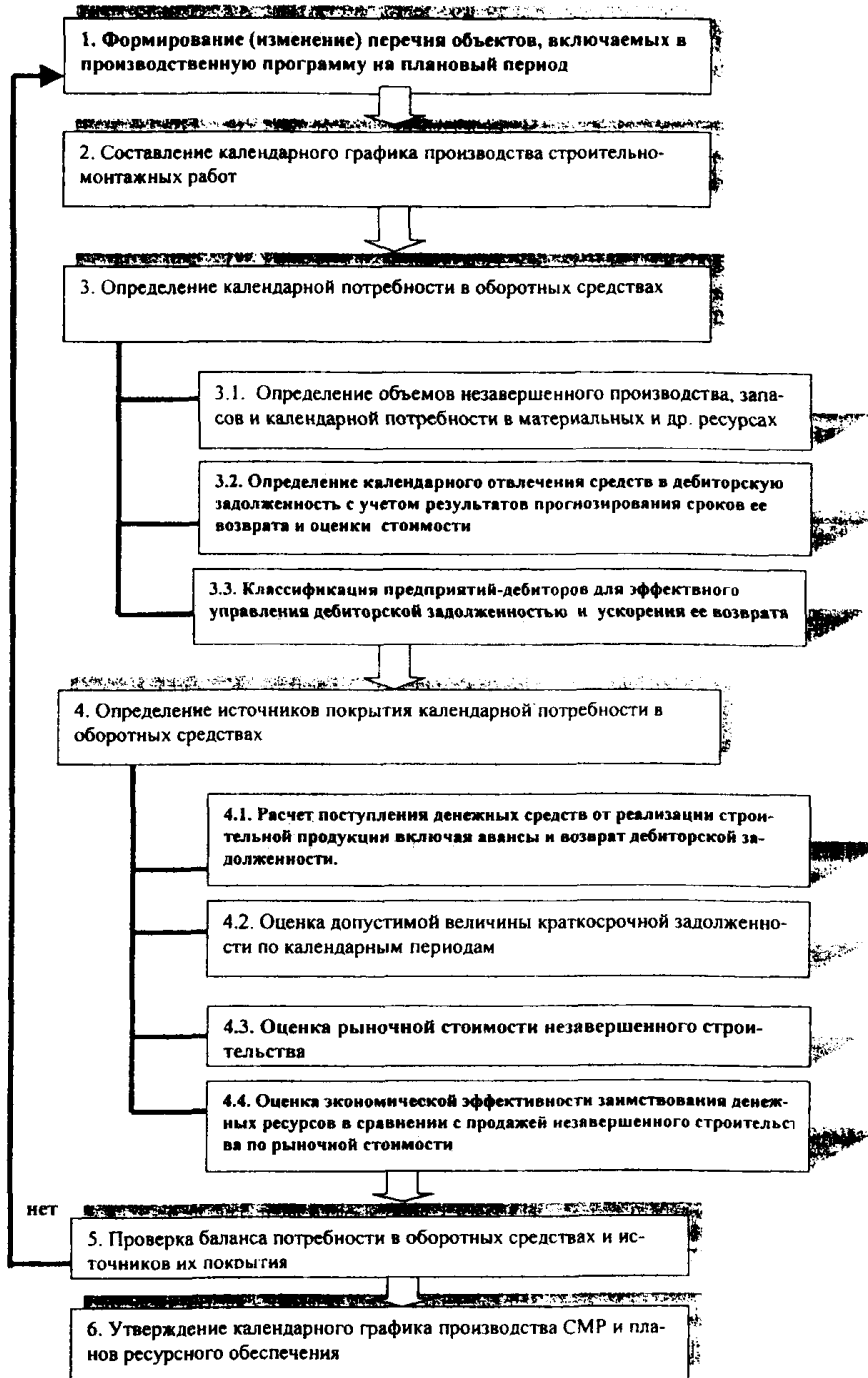 1. Формирование (изменение) перечня объектов, включаемых в
производственную программу на плановый период
2. Составление календарного графика производства строительно-
монтажных работ
3. Определение календарной потребности в оборотных средствах
3.1. Определение объемов незавершенного производства, запа-
сов и календарной потребности в материальных и др. ресурсах
3.2. Определение календарного отвлечения средств в дебиторскую
задолженность с учетом результатов прогнозирования сроков ее
возврата и оценки стоимости
3.3. Классификация предприятий-дебиторов для эффектвного
управления дебиторской задолженностью и ускорения ее возврата
4. Определение источников покрытия календарной потребности в
оборотных средствах
4.1. Расчет поступления денежных средств от реализации строи-
тельной продукции включая авансы и возврат дебиторской за-
долженности.
4.2. Оценка допустимой величины краткосрочной задолженно-
сти по календарным периодам
4.3. Оценка рыночной стоимости незавершенного строи-
тельства
4.4. Оценка экономической эффективности заимствования денеж-
ных ресурсов в сравнении с продажей незавершенного строительст
ва по рыночной стоимости
нет
5. Проверка баланса потребности в оборотных средствах и ис-
точников их покрытия
6. Утверждение календарного графика производства СМР и пла-
нов ресурсного обеспечения